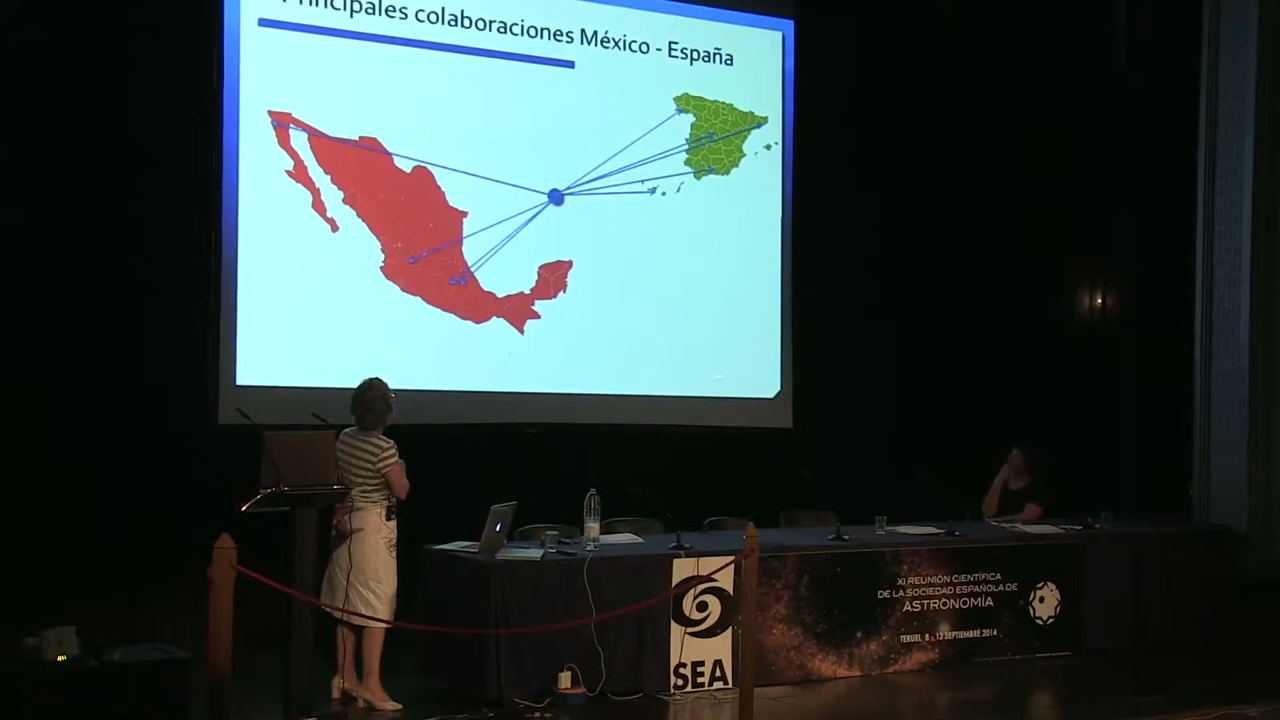 Principales colaboraciones México - España
XI REUNIÓN CIENTÍFICA
DE LA SOCIEDAD ESPAÑOLA DE
ASTRONOMÍA
TERUEL 8 - 12 SEPTIEMBRE 2014
SEA